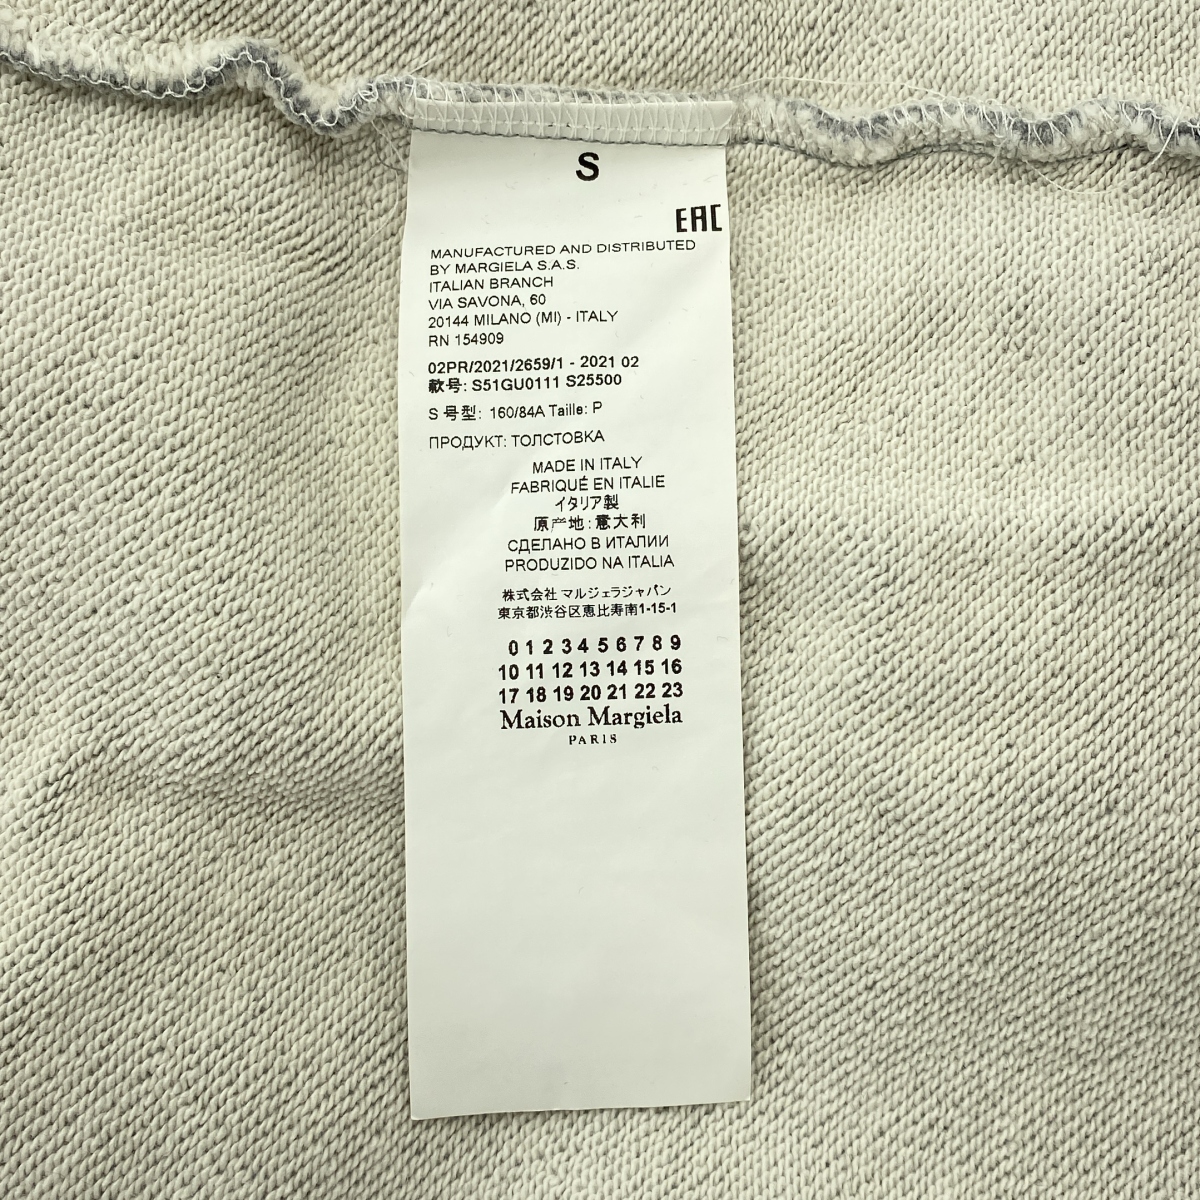 S
EAC
MANUFACTURED AND DISTRIBUTED
BY MARGIELA S.A.S.
ITALIAN BRANCH
VIA SAVONA, 60
20144 MILANO (MI) - ITALY
RN 154909
02PR/2021/2659/1 - 2021 02
款号: S51GU0111 S25500
S 号型: 160/84A Taille: P
ПРОДУКТ: ТОЛСТОВКА
MADE IN ITALY
FABRIQUÉ EN ITALIE
イタリア製
原产地: 意大利
СДЕЛАНО В ИТАЛИИ
PRODUZIDO NA ITALIA
株式会社 マルジェラジャパン
東京都渋谷区恵比寿南1-15-1
0 1 2 3 4 5 6 7 8 9
10 11 12 13 14 15 16
17 18 19 20 21 22 23
Maison Margiela
PARIS